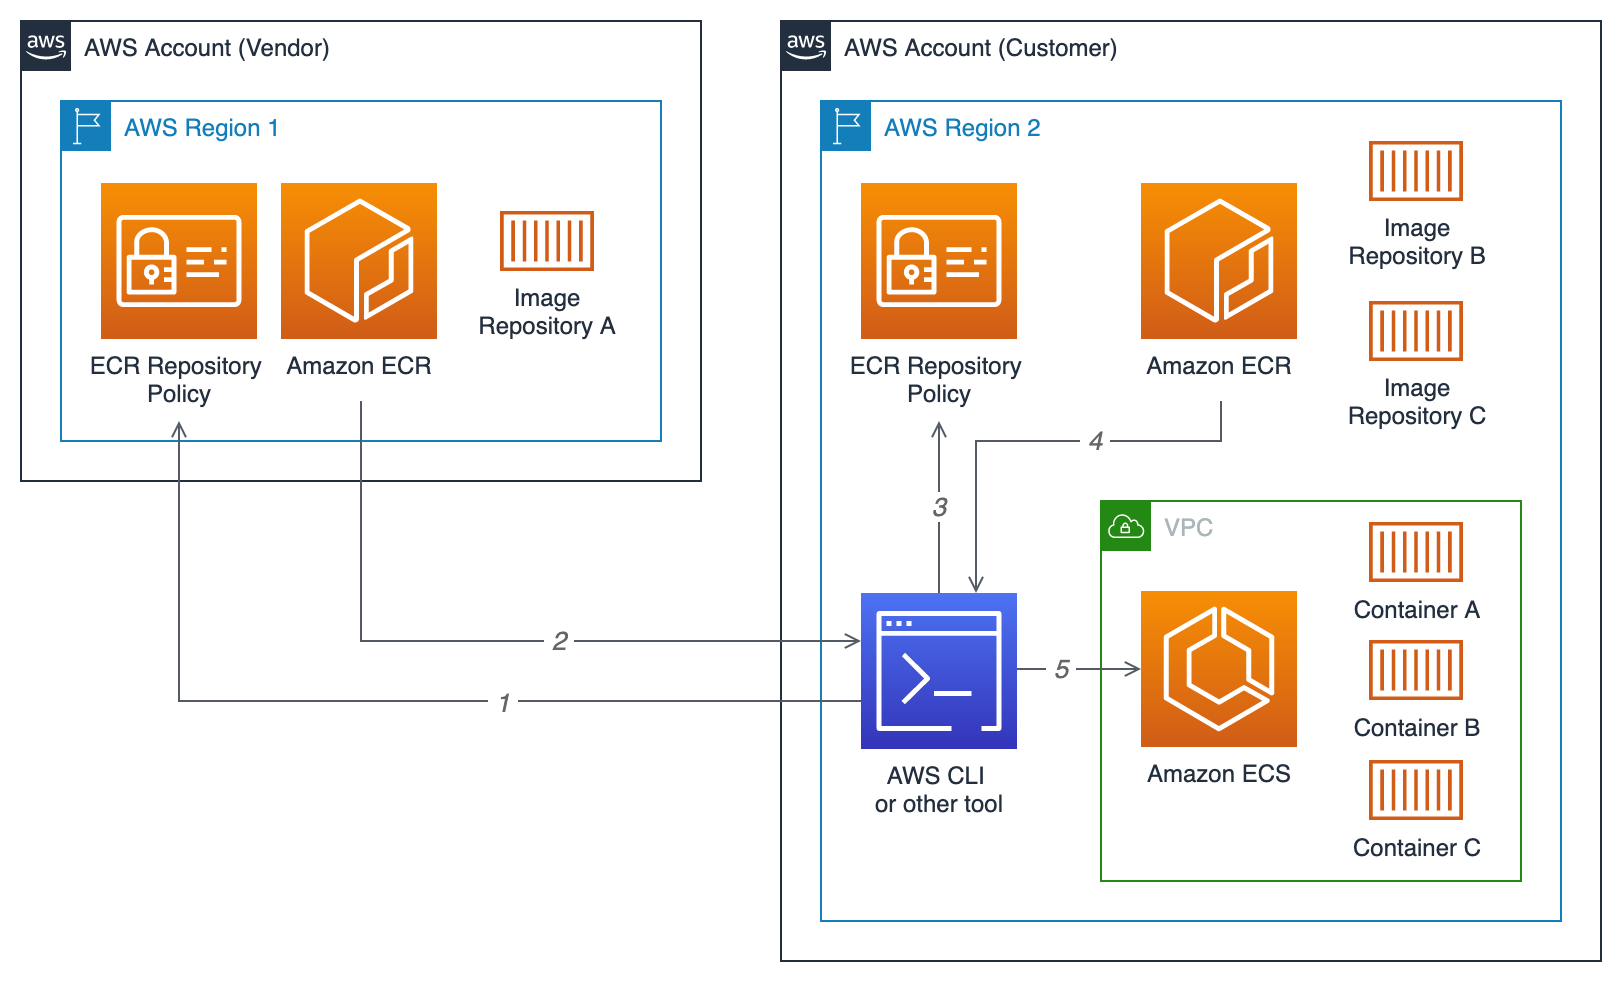 aws
AWS Account (Vendor)
AWS Region 1
ECR Repository
Policy
Amazon ECR
Image
Repository A
aws
AWS Account (Customer)
AWS Region 2
ECR Repository
Policy
Amazon ECR
Image
Repository B
Image
Repository C
4
3
2
1
AWS CLI
or other tool
5
VPC
Amazon ECS
Container A
Container B
Container C